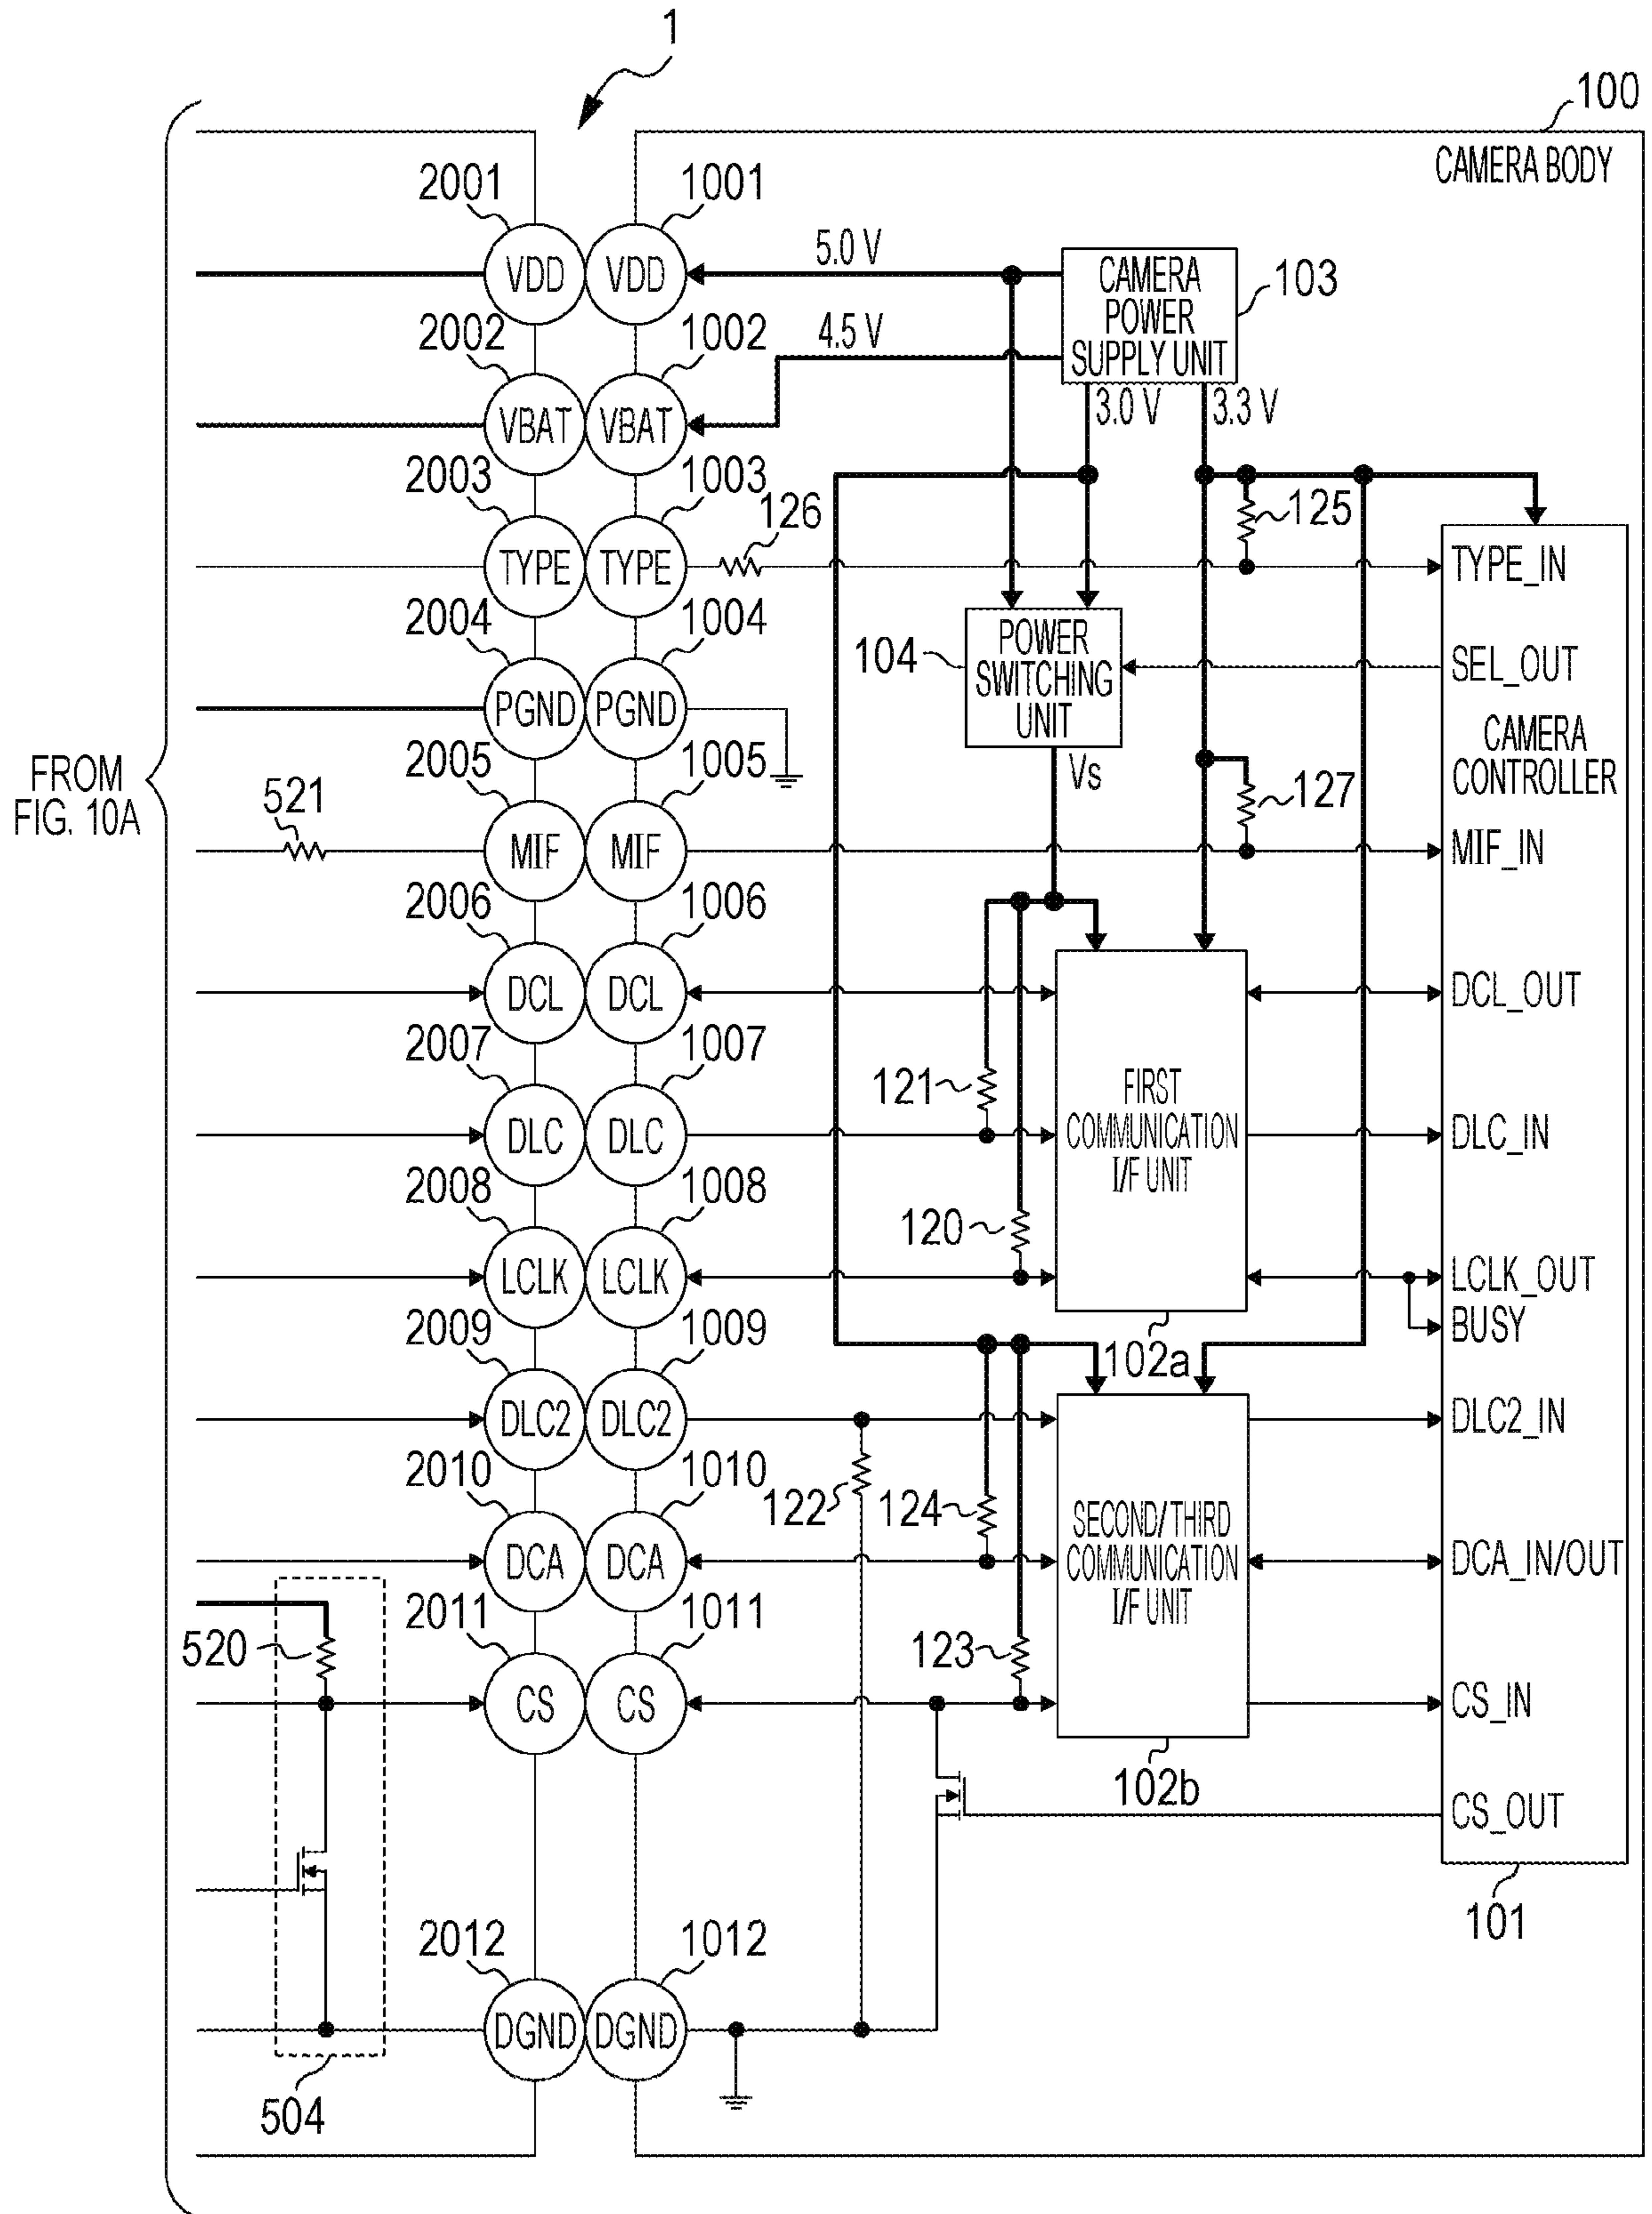 1
100
CAMERA BODY
2001
1001
VDD
VDD
5.0 V
CAMERA
POWER
SUPPLY UNIT
103
2002
1002
4.5 V
3.0 V
3.3 V
VBAT
VBAT
2003
1003
126
125
TYPE
TYPE
TYPE_IN
2004
1004
104
POWER
SWITCHING
UNIT
SEL_OUT
PGND
PGND
CAMERA
CONTROLLER
FROM
FIG. 10A
2005
1005
Vs
521
127
MIF
MIF
MIF_IN
2006
1006
DCL
DCL
DCL_OUT
2007
1007
121
FIRST
COMMUNICATION
I/F UNIT
DLC
DLC
DLC_IN
2008
1008
120
LCLK
LCLK
LCLK_OUT
BUSY
2009
1009
102a
DLC2
DLC2
DLC2_IN
2010
1010
122
124
SECOND/THIRD
COMMUNICATION
I/F UNIT
DCA
DCA
DCA_IN/OUT
2011
1011
520
123
CS
CS
CS_IN
102b
CS_OUT
101
2012
1012
DGND
DGND
504